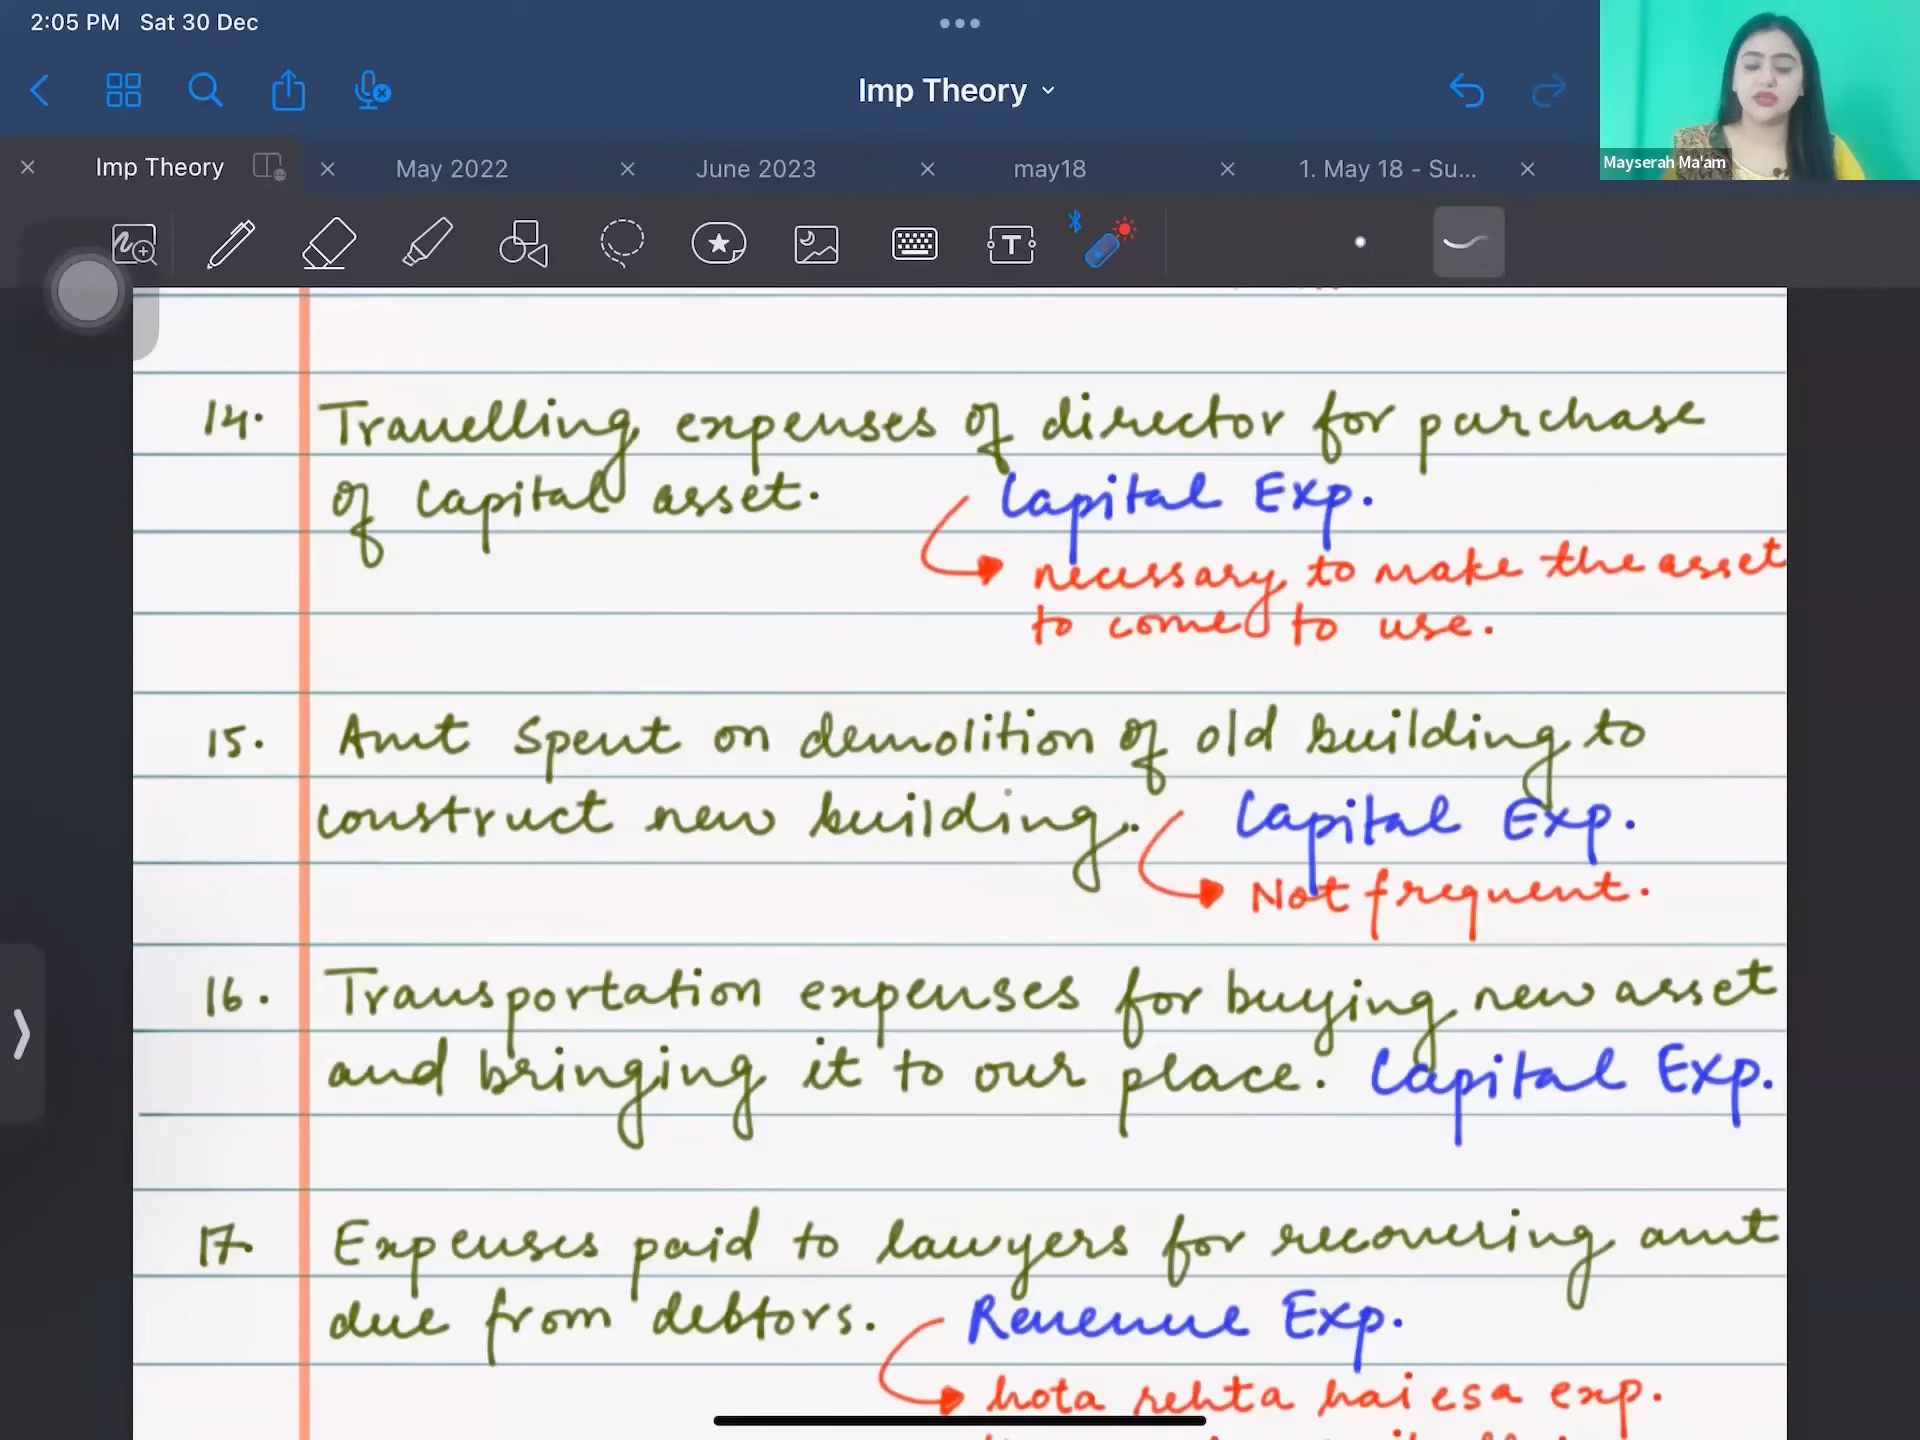 2:05 PM Sat 30 Dec
Imp Theory
Mayserah Ma'am
Imp Theory
May 2022
June 2023
may18
1. May 18 - Su...
14. Travelling expenses of director for purchase
of capital asset. Capital Exp.
necessary to make the asset
to come to use.
15. Amt spent on demolition of old building to
construct new building. Capital Exp.
Not frequent.
16. Transportation expenses for buying new asset
and bringing it to our place. Capital Exp.
17. Expenses paid to lawyers for recovering amt
due from debtors. Revenue Exp.
hota rehta hai esa exp.